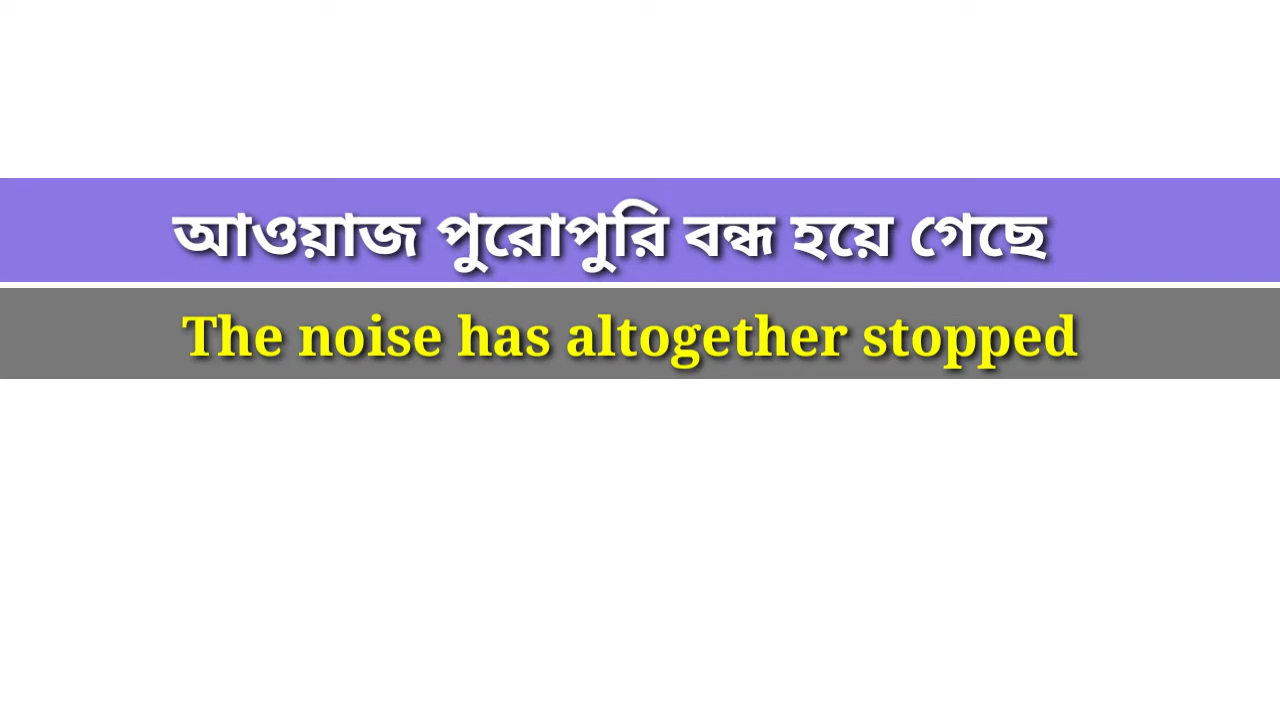 আওয়াজ পুরোপুরি বন্ধ হয়ে গেছে
The noise has altogether stopped